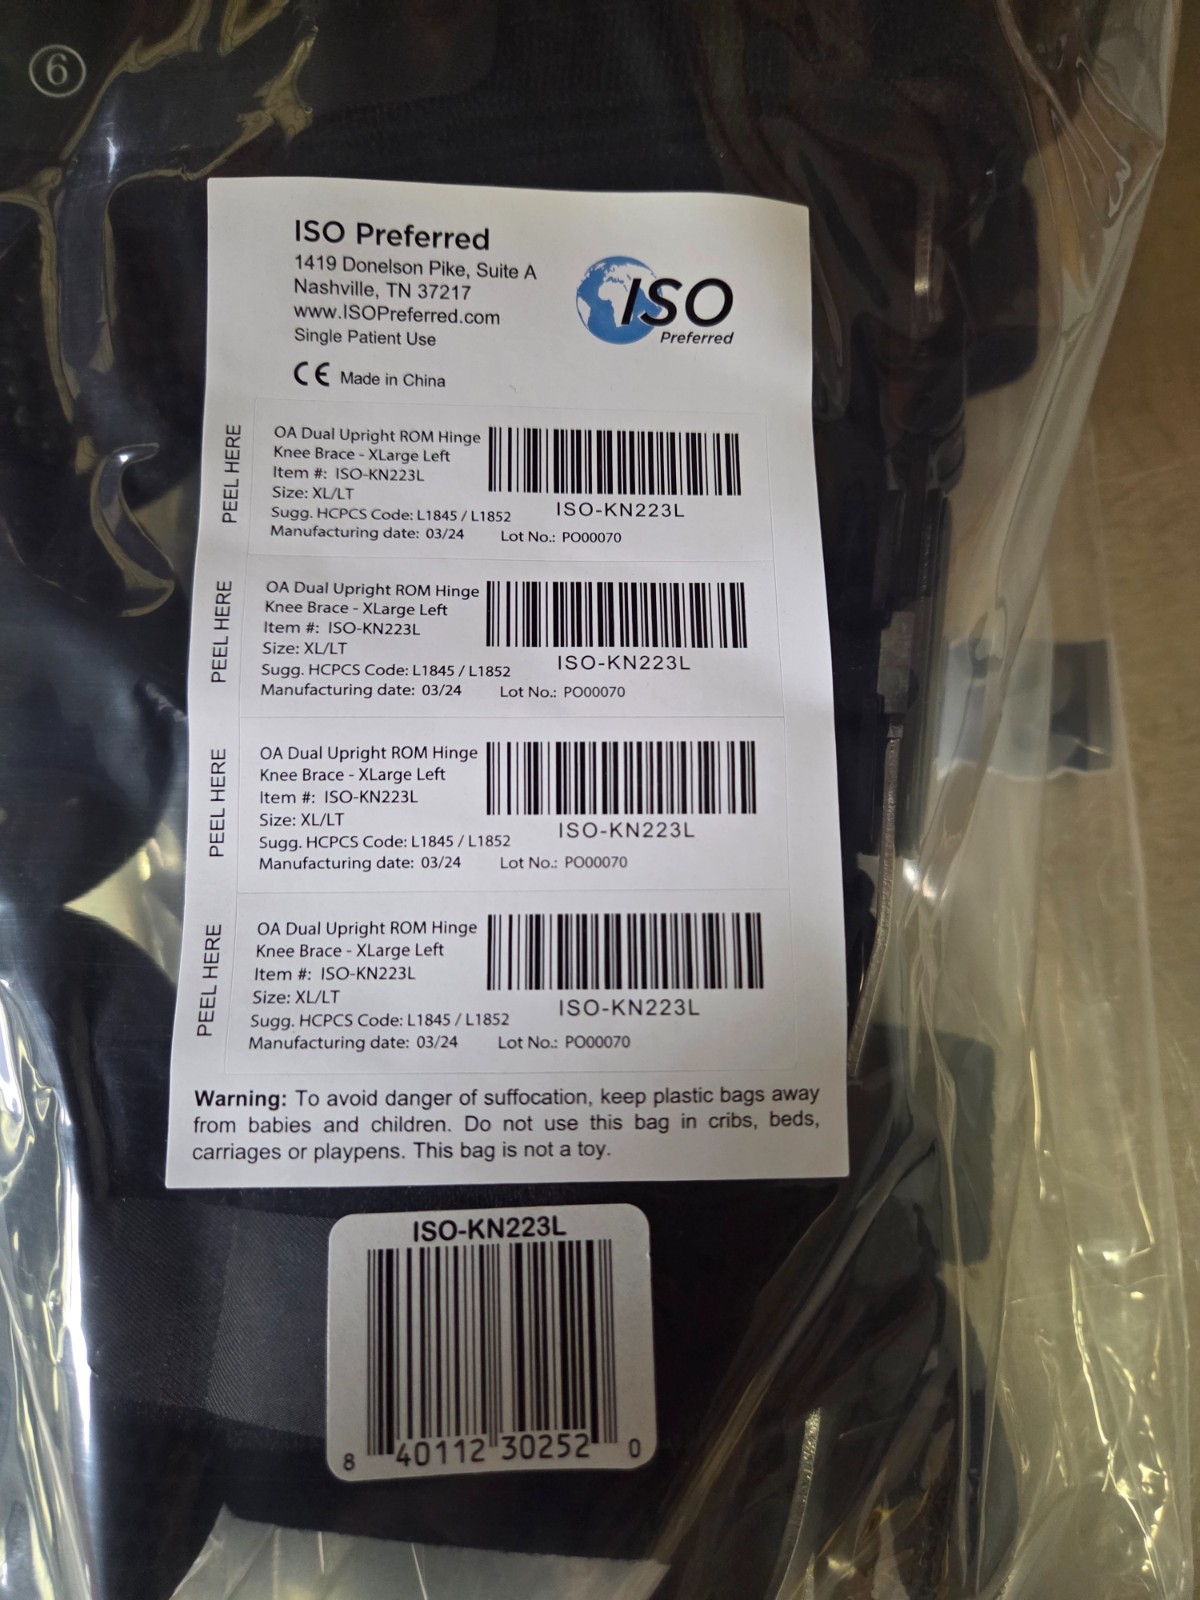 6
ISO Preferred
1419 Donelson Pike, Suite A
Nashville, TN 37217
www.ISOPreferred.com
Single Patient Use
CE Made in China
ISO
Preferred
PEEL HERE
OA Dual Upright ROM Hinge
Knee Brace - XLarge Left
Item #: ISO-KN223L
Size: XL/LT
Sugg. HCPCS Code: L1845 / L1852
Manufacturing date: 03/24 Lot No.: PO00070
ISO-KN223L
PEEL HERE
OA Dual Upright ROM Hinge
Knee Brace - XLarge Left
Item #: ISO-KN223L
Size: XL/LT
Sugg. HCPCS Code: L1845 / L1852
Manufacturing date: 03/24 Lot No.: PO00070
ISO-KN223L
PEEL HERE
OA Dual Upright ROM Hinge
Knee Brace - XLarge Left
Item #: ISO-KN223L
Size: XL/LT
Sugg. HCPCS Code: L1845 / L1852
Manufacturing date: 03/24 Lot No.: PO00070
ISO-KN223L
PEEL HERE
OA Dual Upright ROM Hinge
Knee Brace - XLarge Left
Item #: ISO-KN223L
Size: XL/LT
Sugg. HCPCS Code: L1845 / L1852
Manufacturing date: 03/24 Lot No.: PO00070
ISO-KN223L
Warning: To avoid danger of suffocation, keep plastic bags away
from babies and children. Do not use this bag in cribs, beds,
carriages or playpens. This bag is not a toy.
ISO-KN223L
8 40112 30252 0